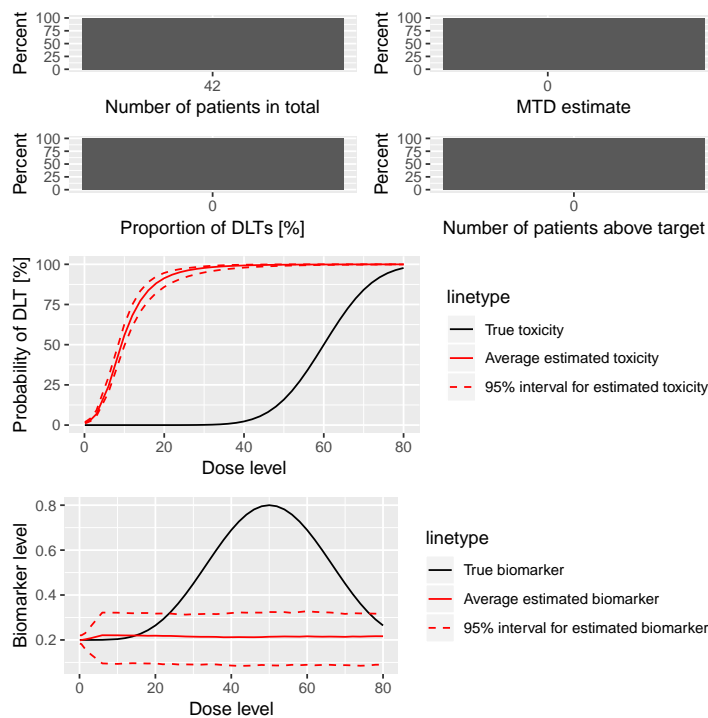 Percent
100
75
50
25
0
42
Number of patients in total
Percent
100
75
50
25
0
0
MTD estimate
Percent
100
75
50
25
0
0
Proportion of DLTs [%]
Percent
100
75
50
25
0
0
Number of patients above target
Probability of DLT [%]
100
75
50
25
0
0 20 40 60 80
Dose level
linetype
True toxicity
Average estimated toxicity
95% interval for estimated toxicity
Biomarker level
0.8
0.6
0.4
0.2
0 20 40 60 80
Dose level
linetype
True biomarker
Average estimated biomarker
95% interval for estimated biomarker